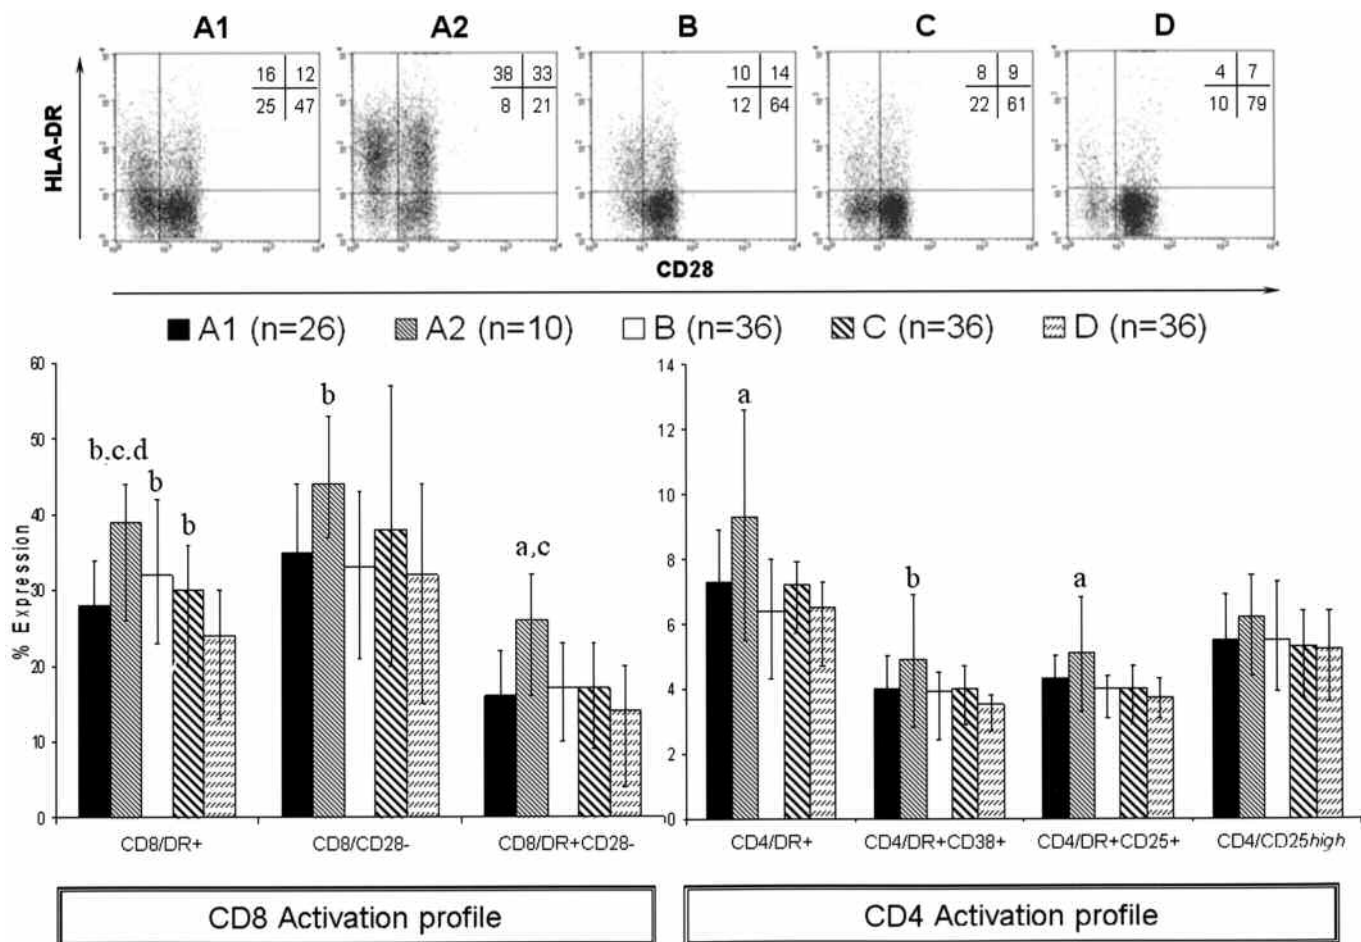 A1 A2 B C D
HLA-DR
16 12
25 47
38 33
8 21
10 14
12 64
8 9
22 61
4 7
10 79
CD28
A1 (n=26) A2 (n=10) B (n=36) C (n=36) D (n=36)
% Expression
60
50
40
30
20
10
0
b,c,d
b
b
b
a,c
CD8/DR+ CD8/CD28- CD8/DR+CD28-
14
12
10
8
6
4
2
0
a
b
a
CD4/DR+ CD4/DR+CD38+ CD4/DR+CD25+ CD4/CD25high
CD8 Activation profile
CD4 Activation profile